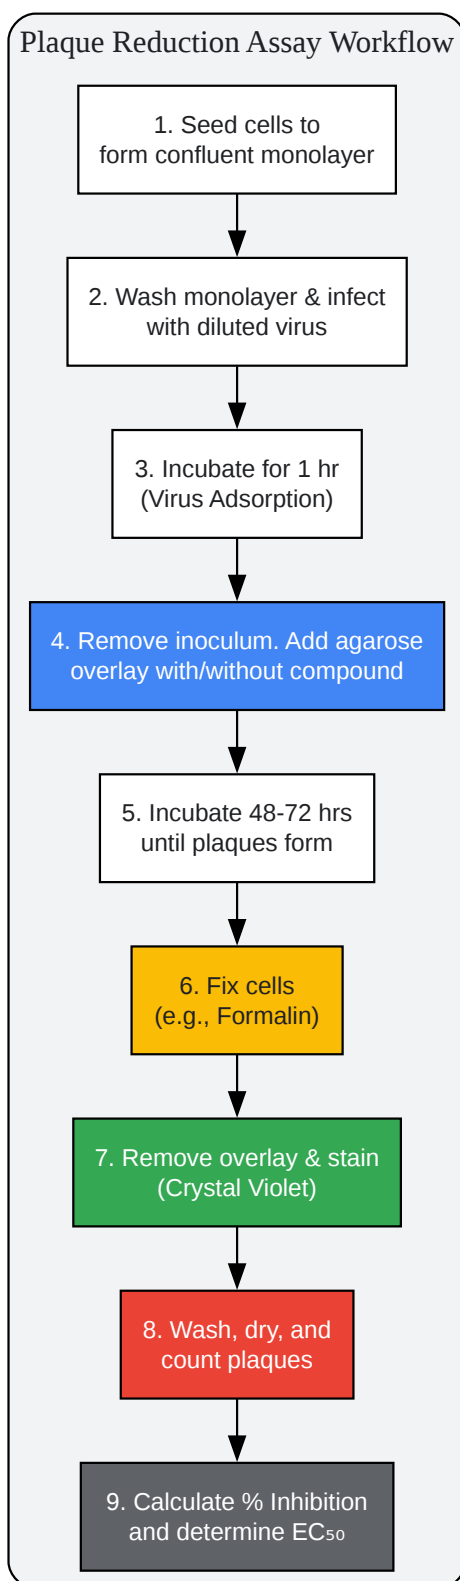 Plaque Reduction Assay Workflow
1. Seed cells to
form confluent monolayer
2. Wash monolayer & infect
with diluted virus
3. Incubate for 1 hr
(Virus Adsorption)
4. Remove inoculum. Add agarose
overlay with/without compound
5. Incubate 48-72 hrs
until plaques form
6. Fix cells
(e.g., Formalin)
7. Remove overlay & stain
(Crystal Violet)
8. Wash, dry, and
count plaques
9. Calculate % Inhibition
and determine EC₅₀